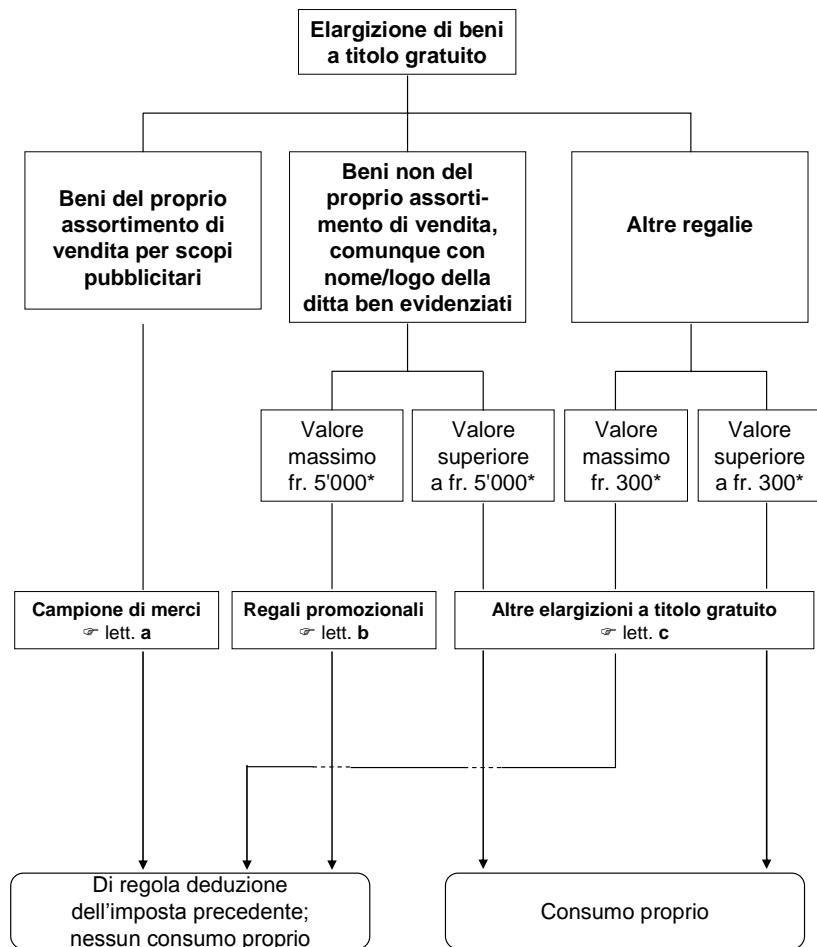 Elargizione di beni
a titolo gratuito
Beni del proprio
assortimento di
vendita per scopi
pubblicitari
Beni non del
proprio assorti-
mento di vendita,
comunque con
nome/logo della
ditta ben evidenziati
Altre regalie
Valore
massimo
fr. 5'000*
Valore
superiore
a fr. 5'000*
Valore
massimo
fr. 300*
Valore
superiore
a fr. 300*
Campione di merci
☞ lett. a
Regali promozionali
☞ lett. b
Altre elargizioni a titolo gratuito
☞ lett. c
Di regola deduzione
dell'imposta precedente;
nessun consumo proprio
Consumo proprio